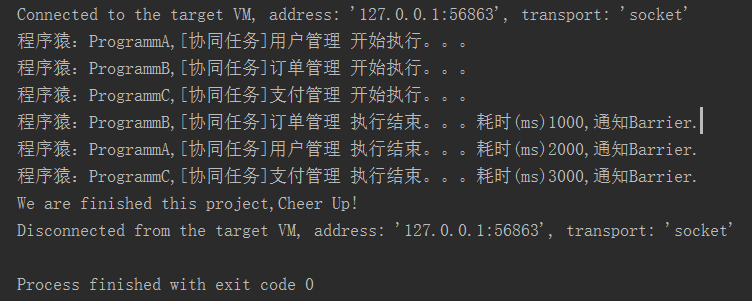 Connected to the target VM, address: '127.0.0.1:56863', transport: 'socket'
程序猿: ProgrammA,[协同任务]用户管理 开始执行。。。
程序猿: ProgrammB,[协同任务]订单管理 开始执行。。。
程序猿: ProgrammC,[协同任务]支付管理 开始执行。。。
程序猿: ProgrammB,[协同任务]订单管理 执行结束。。。耗时(ms)1000,通知Barrier.
程序猿: ProgrammA,[协同任务]用户管理 执行结束。。。耗时(ms)2000,通知Barrier.
程序猿: ProgrammC,[协同任务]支付管理 执行结束。。。耗时(ms)3000,通知Barrier.
We are finished this project,Cheer Up!
Disconnected from the target VM, address: '127.0.0.1:56863', transport: 'socket'
Process finished with exit code 0